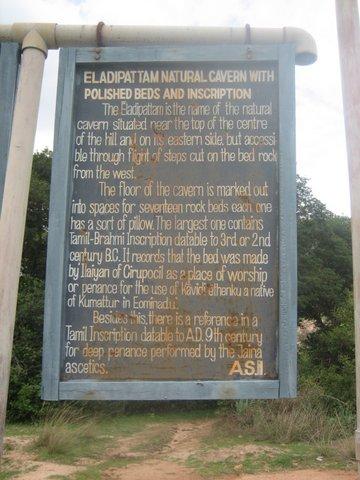 ELADIPATTAM NATURAL CAVERN WITH
POLISHED BEDS AND INSCRIPTION
The Eladipattam is the name of the natural
cavern situated near the top of the centre
of the hill and on its eastern side, but accessi
ble through flight of steps cut on the bed rock
from the west.
The floor of the cavern is marked out
into spaces for seventeen rock beds each one
has a sort of pillow. The largest one contains
Tamil-Brahmi Inscription datable to 3rd or 2nd
century B.C. It records that the bed was made
by Ilaiyan of Cirupocil as a place of worship
or penance for the use of Kavidi Ithenku a native
of Kumattur in Eominadu.
Besides this, there is a reference in a
Tamil Inscription datable to A.D. 9th century
for deep penance performed by the Jaina
ascetics.
A.S.I.